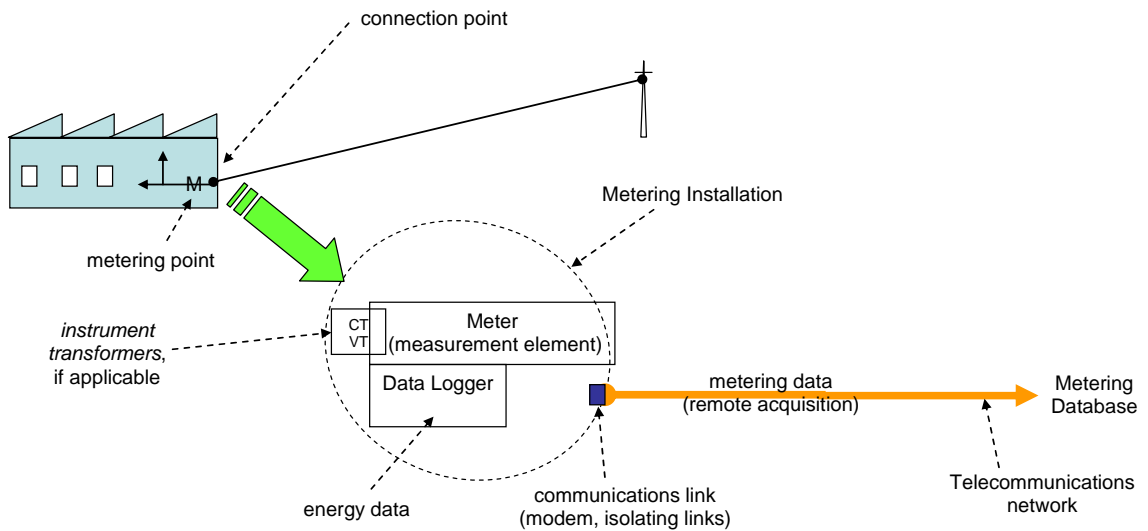 connection point
M
Metering Installation
metering point
instrument
transformers,
if applicable
CT
VT
Meter
(measurement element)
Data Logger
metering data
(remote acquisition)
Metering
Database
energy data
communications link
(modem, isolating links)
Telecommunications
network